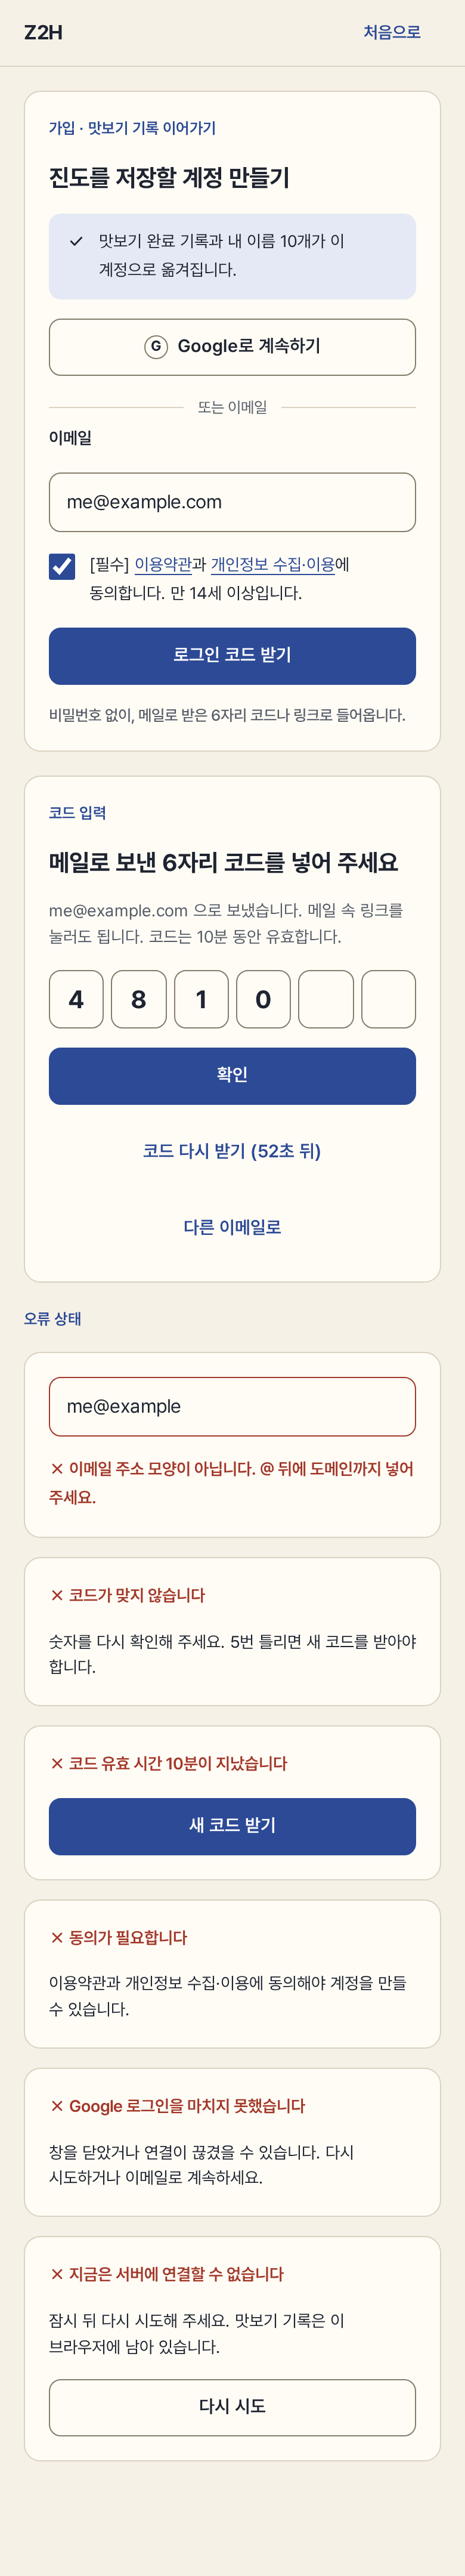 Z2H
처음으로
가입 · 맛보기 기록 이어가기
진도를 저장할 계정 만들기
✓ 맛보기 완료 기록과 내 이름 10개가 이
계정으로 옮겨집니다.
G Google로 계속하기
또는 이메일
이메일
me@example.com
[필수] 이용약관과 개인정보 수집·이용에
동의합니다. 만 14세 이상입니다.
로그인 코드 받기
비밀번호 없이, 메일로 받은 6자리 코드나 링크로 들어옵니다.
코드 입력
메일로 보낸 6자리 코드를 넣어 주세요
me@example.com 으로 보냈습니다. 메일 속 링크를
눌러도 됩니다. 코드는 10분 동안 유효합니다.
4 8 1 0
확인
코드 다시 받기 (52초 뒤)
다른 이메일로
오류 상태
me@example
✕ 이메일 주소 모양이 아닙니다. @ 뒤에 도메인까지 넣어
주세요.
✕ 코드가 맞지 않습니다
숫자를 다시 확인해 주세요. 5번 틀리면 새 코드를 받아야
합니다.
✕ 코드 유효 시간 10분이 지났습니다
새 코드 받기
✕ 동의가 필요합니다
이용약관과 개인정보 수집·이용에 동의해야 계정을 만들
수 있습니다.
✕ Google 로그인을 마치지 못했습니다
창을 닫았거나 연결이 끊겼을 수 있습니다. 다시
시도하거나 이메일로 계속하세요.
✕ 지금은 서버에 연결할 수 없습니다
잠시 뒤 다시 시도해 주세요. 맛보기 기록은 이
브라우저에 남아 있습니다.
다시 시도